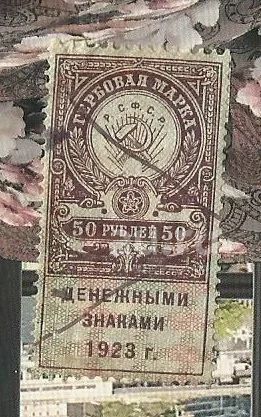 ГЕРБОВАЯ МАРКА
Р.С.Ф.С.Р.
50 РУБЛЕЙ 50
ДЕНЕЖНЫМИ
ЗНАКАМИ
1923 г.